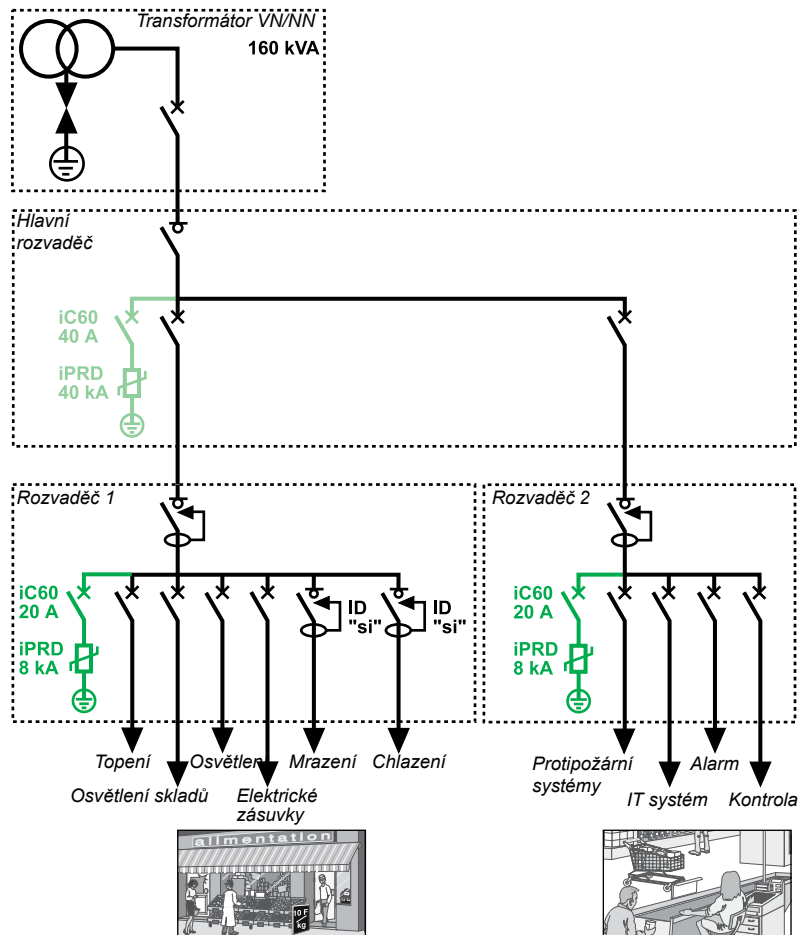 Transformátor VN/NN
160 kVA
Hlavní
rozvaděč
iC60
40 A
iPRD
40 kA
Rozvaděč 1
iC60
20 A
iPRD
8 kA
ID
"si"
ID
"si"
Rozvaděč 2
iC60
20 A
iPRD
8 kA
Topení
Osvětlen
Mrazení
Chlazení
Osvětlení skladů
Elektrické
zásuvky
Protipožární
systémy
Alarm
IT systém
Kontrola
alimentation
10 F
kg